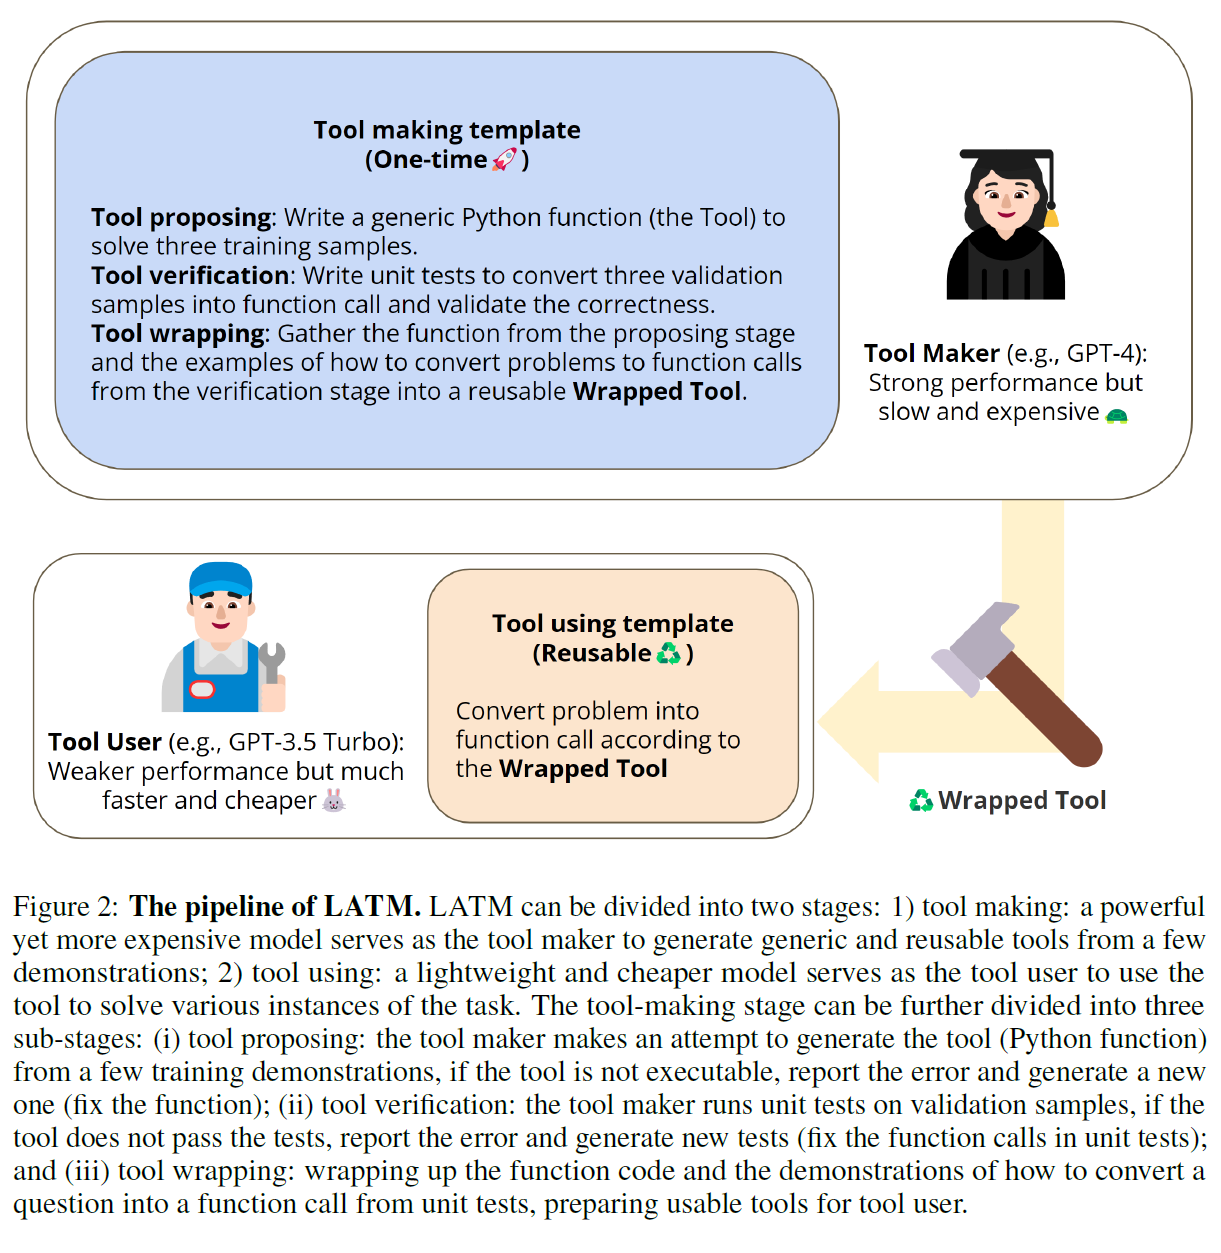 Tool making template
(One-time🚀)
Tool proposing: Write a generic Python function (the Tool) to
solve three training samples.
Tool verification: Write unit tests to convert three validation
samples into function call and validate the correctness.
Tool wrapping: Gather the function from the proposing stage
and the examples of how to convert problems to function calls
from the verification stage into a reusable Wrapped Tool.
Tool Maker (e.g., GPT-4):
Strong performance but
slow and expensive🐢
Tool User (e.g., GPT-3.5 Turbo):
Weaker performance but much
faster and cheaper🐰
Tool using template
(Reusable♻️)
Convert problem into
function call according to
the Wrapped Tool
♻️Wrapped Tool
Figure 2: The pipeline of LATM. LATM can be divided into two stages: 1) tool making: a powerful
yet more expensive model serves as the tool maker to generate generic and reusable tools from a few
demonstrations; 2) tool using: a lightweight and cheaper model serves as the tool user to use the
tool to solve various instances of the task. The tool-making stage can be further divided into three
sub-stages: (i) tool proposing: the tool maker makes an attempt to generate the tool (Python function)
from a few training demonstrations, if the tool is not executable, report the error and generate a new
one (fix the function); (ii) tool verification: the tool maker runs unit tests on validation samples, if the
tool does not pass the tests, report the error and generate new tests (fix the function calls in unit tests);
and (iii) tool wrapping: wrapping up the function code and the demonstrations of how to convert a
question into a function call from unit tests, preparing usable tools for tool user.